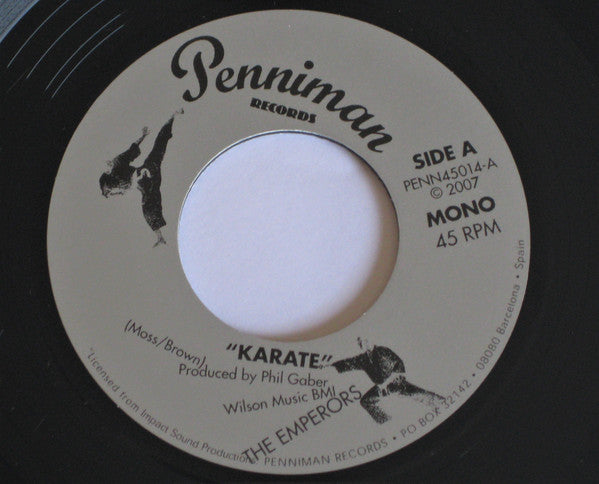 Penniman
RECORDS
SIDE A
PENN45014-A
© 2007
MONO
45 RPM
"KARATE"
(Moss/Brown)
Produced by Phil Gaber
Wilson Music BMI
THE EMPERORS
"Licensed from Impact Sound Productions
PENNIMAN RECORDS • PO BOX 32142 • 08080 Barcelona • Spain